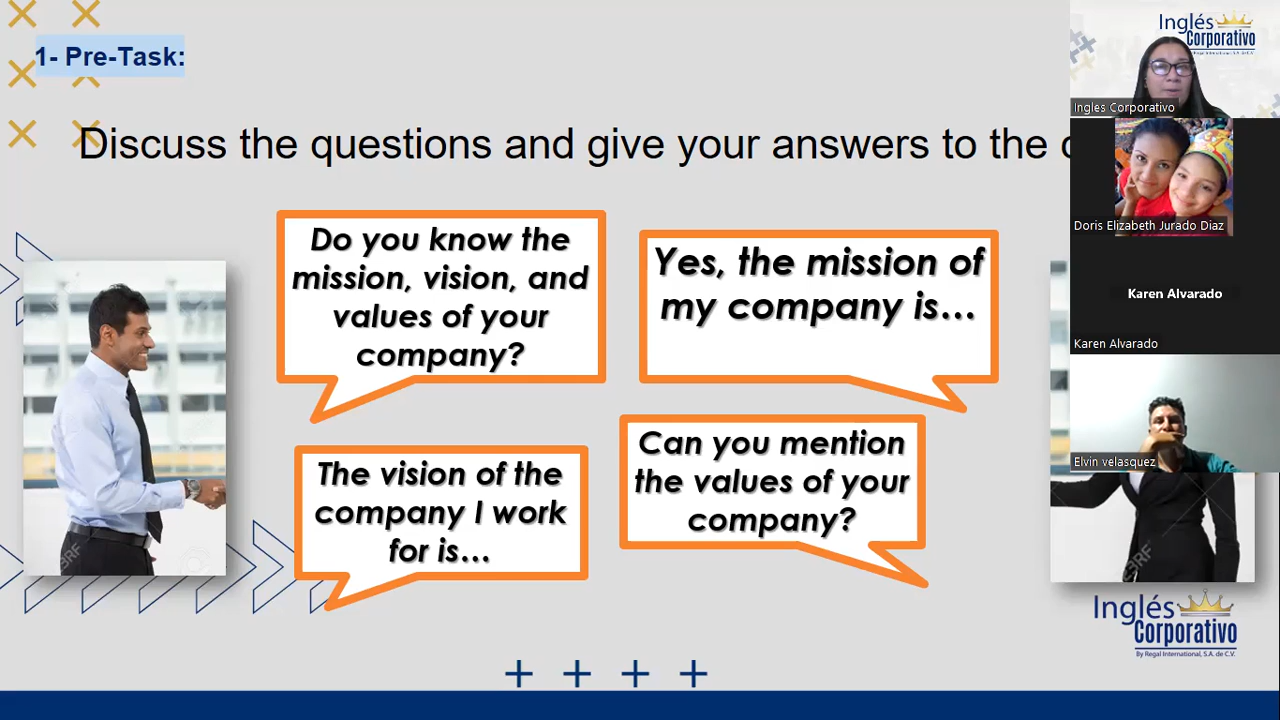 1- Pre-Task:
Discuss the questions and give your answers to the
Do you know the
mission, vision, and
values of your
company?
Yes, the mission of
my company is...
The vision of the
company I work
for is...
Can you mention
the values of your
company?
Inglés
Corporativo
Ingles Corporativo
Doris Elizabeth Jurado Diaz
Karen Alvarado
Karen Alvarado
Elvin velasquez
Inglés
Corporativo
By Regal International, S.A. de C.V.